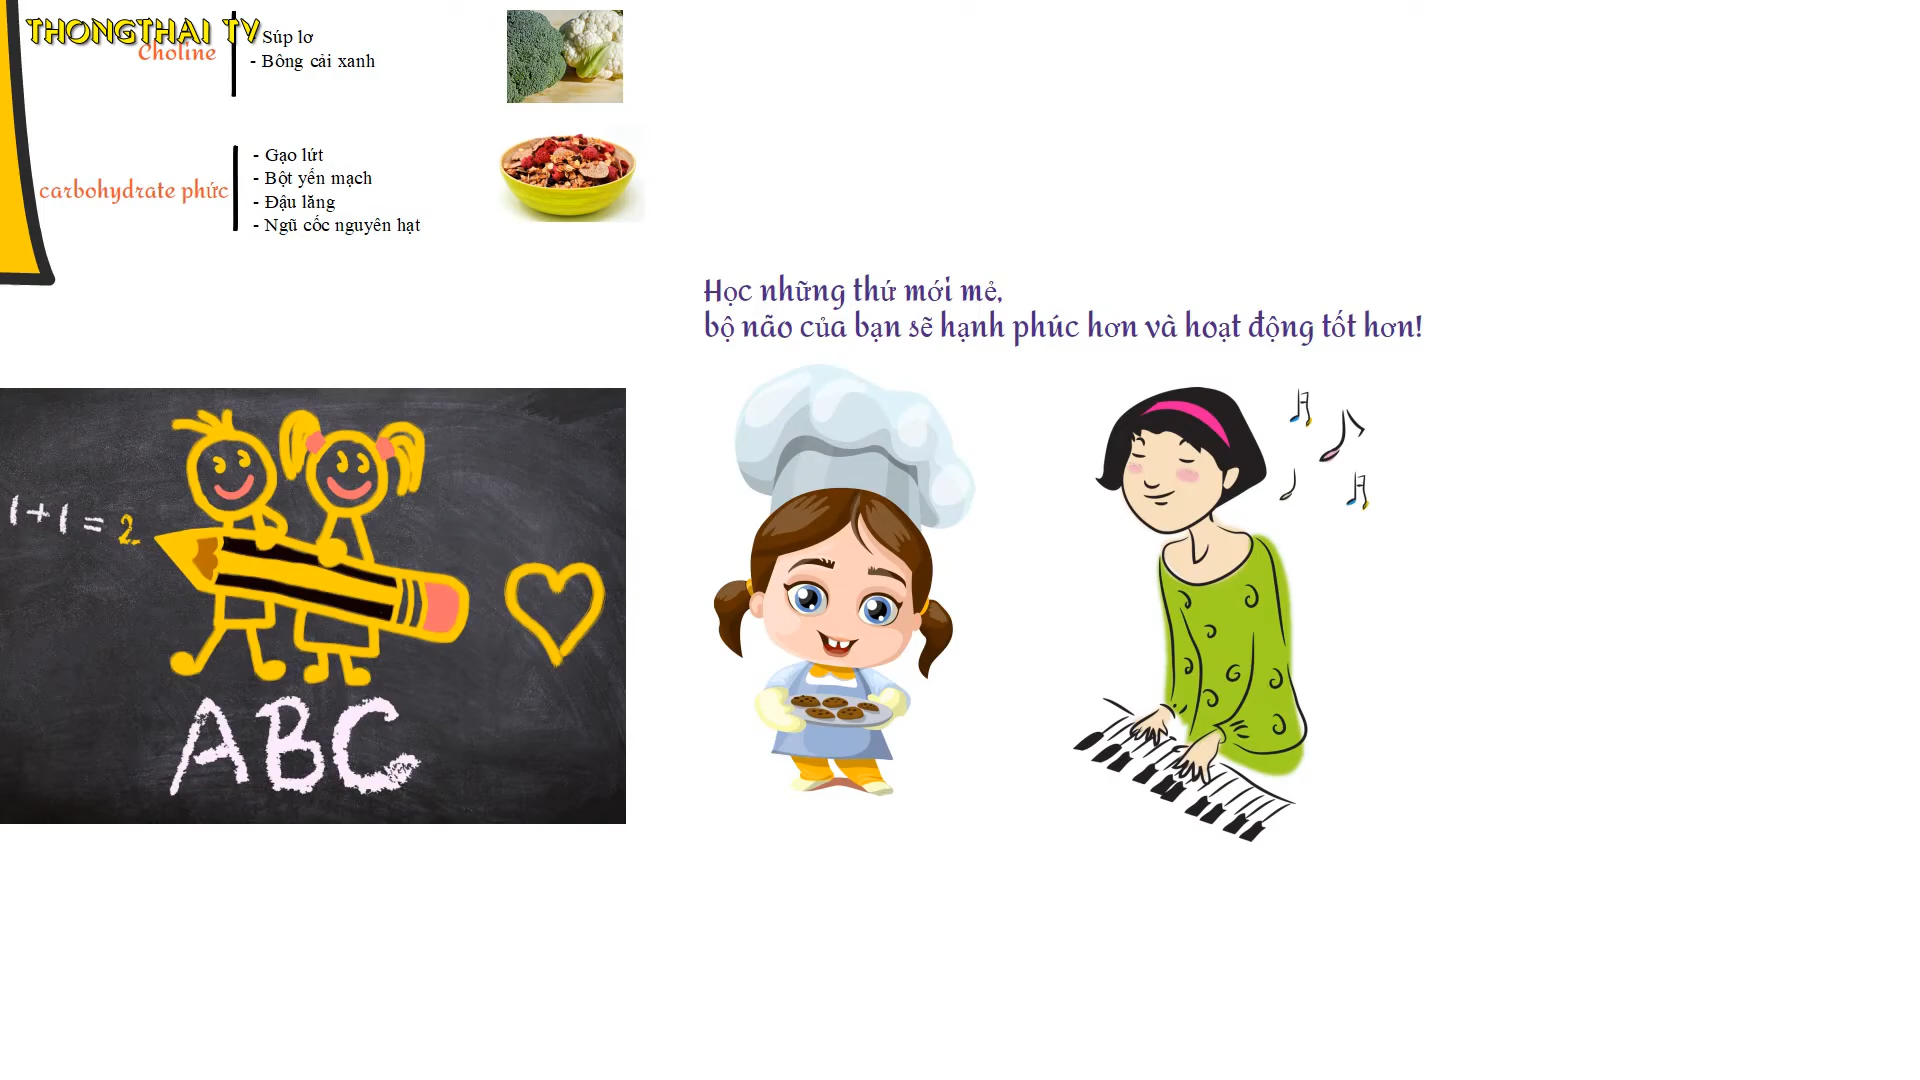 THONGTHAI TV
Choline
- Súp lơ
- Bông cải xanh
carbohydrate phức
- Gạo lứt
- Bột yến mạch
- Đậu lăng
- Ngũ cốc nguyên hạt
Học những thứ mới mẻ,
bộ não của bạn sẽ hạnh phúc hơn và hoạt động tốt hơn!
1+1=2
ABC